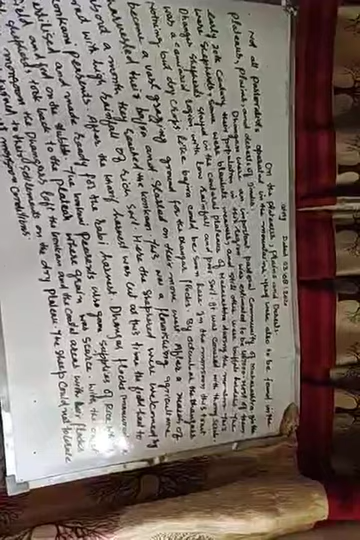 Dated 03/08/2020
On the plateaus, Plains and Deserts
Not all Pastoralists operated in the mountains. They were also to be found in the
Plateaus, Plains, and deserts of India.
Dhangars were an important pastoral community of Maharashtra. In the
early 20th century their population in this region was estimated to be 467,000. Most of them
were shepherds, some were blanket weavers, and still others were buffalo herders. The
Dhangar shepherds stayed in the central plateau of Maharashtra during the monsoon. This
was a semi-arid region with low rainfall and poor soil. It was covered with thorny scrub.
Nothing but dry crops like bajra could be sown here. In the monsoon this tract
became a vast grazing ground for the Dhangar flocks. By October the Dhangars
harvested their bajra and started on their move west. After a march of
about a month they reached the Konkan. This was a flourishing agricultural
with high rainfall and rich soil. Here the shepherds were welcomed by
Konkani peasants. After the kharif harvest was cut at this time, the fields had to
fertilised and made ready for the rabi harvest. Dhangar flocks manured the
and fed on the stubble. The Konkani peasants also gave supplies of rice which
shepherds took back to the plateau where grain was scarce. With the onset
monsoon the Dhangars left the Konkan and the coastal areas with their flocks
to their settlements on the dry plateau. The sheep could not tolerate
monsoon conditions.